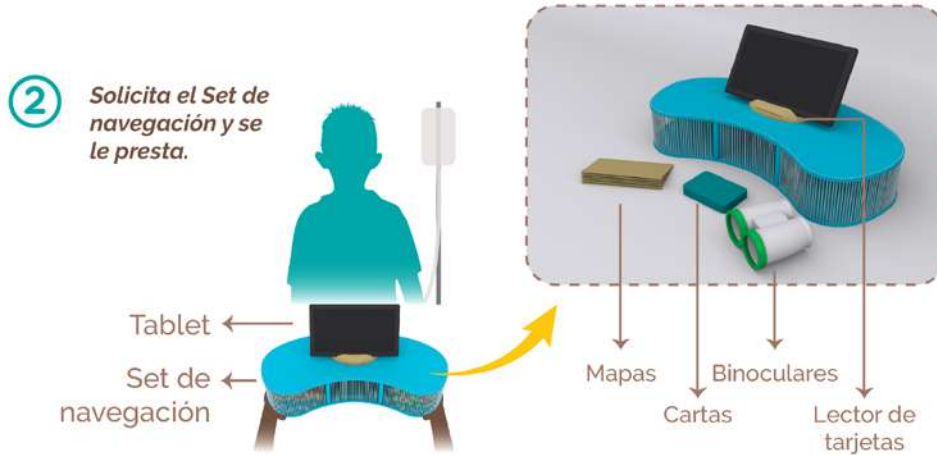 2
Solicita el Set de
navegación y se
le presta.
Tablet
Set de
navegación
Mapas
Binoculares
Cartas
Lector de
tarjetas